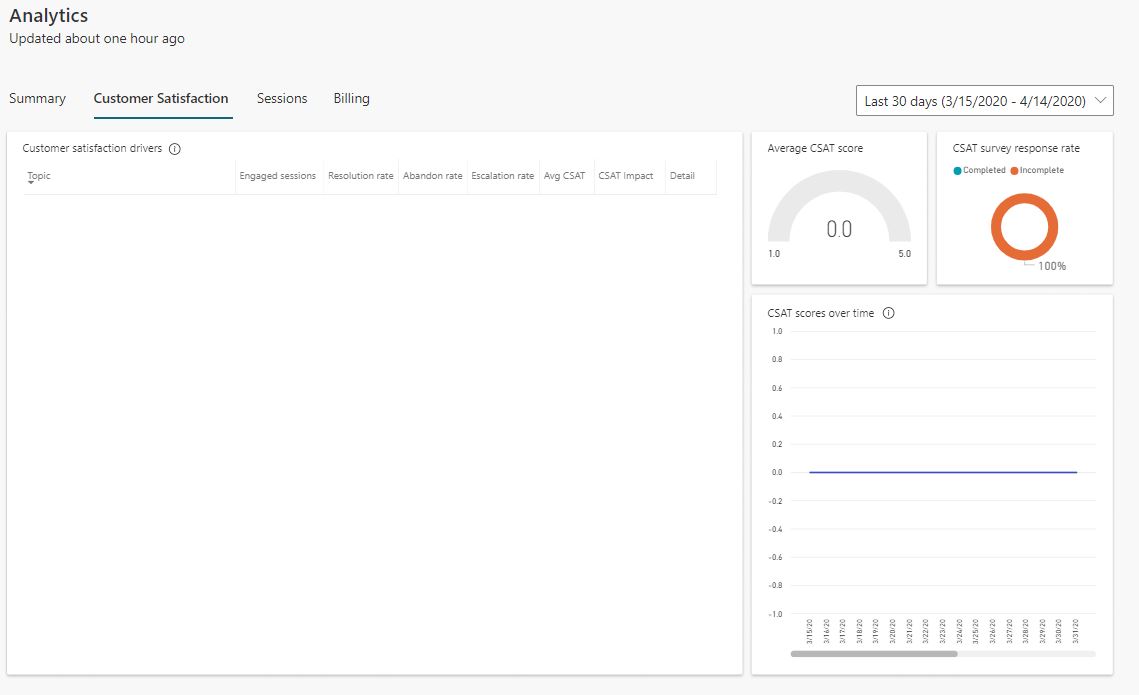 Analytics
Updated about one hour ago
Summary Customer Satisfaction Sessions Billing
Last 30 days (3/15/2020 - 4/14/2020)
Customer satisfaction drivers
Topic Engaged sessions Resolution rate Abandon rate Escalation rate Avg CSAT CSAT Impact Detail
Average CSAT score
0.0
1.0 5.0
CSAT survey response rate
Completed Incomplete
100%
CSAT scores over time
1.0
0.8
0.6
0.4
0.2
0.0
-0.2
-0.4
-0.6
-0.8
-1.0
3/15/20 3/16/20 3/17/20 3/18/20 3/19/20 3/20/20 3/21/20 3/22/20 3/23/20 3/24/20 3/25/20 3/26/20 3/27/20 3/28/20 3/29/20 3/30/20 3/31/20